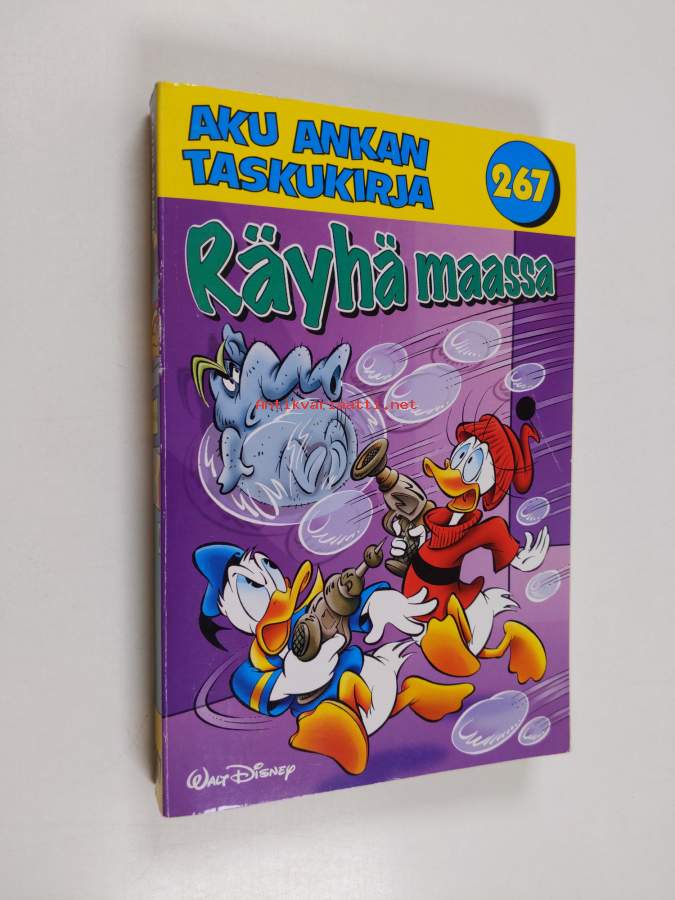 AKU ANKAN
TASKUKIRJA
267
Räyhä maassa
Antikvariaatti.net
WALT DISNEY